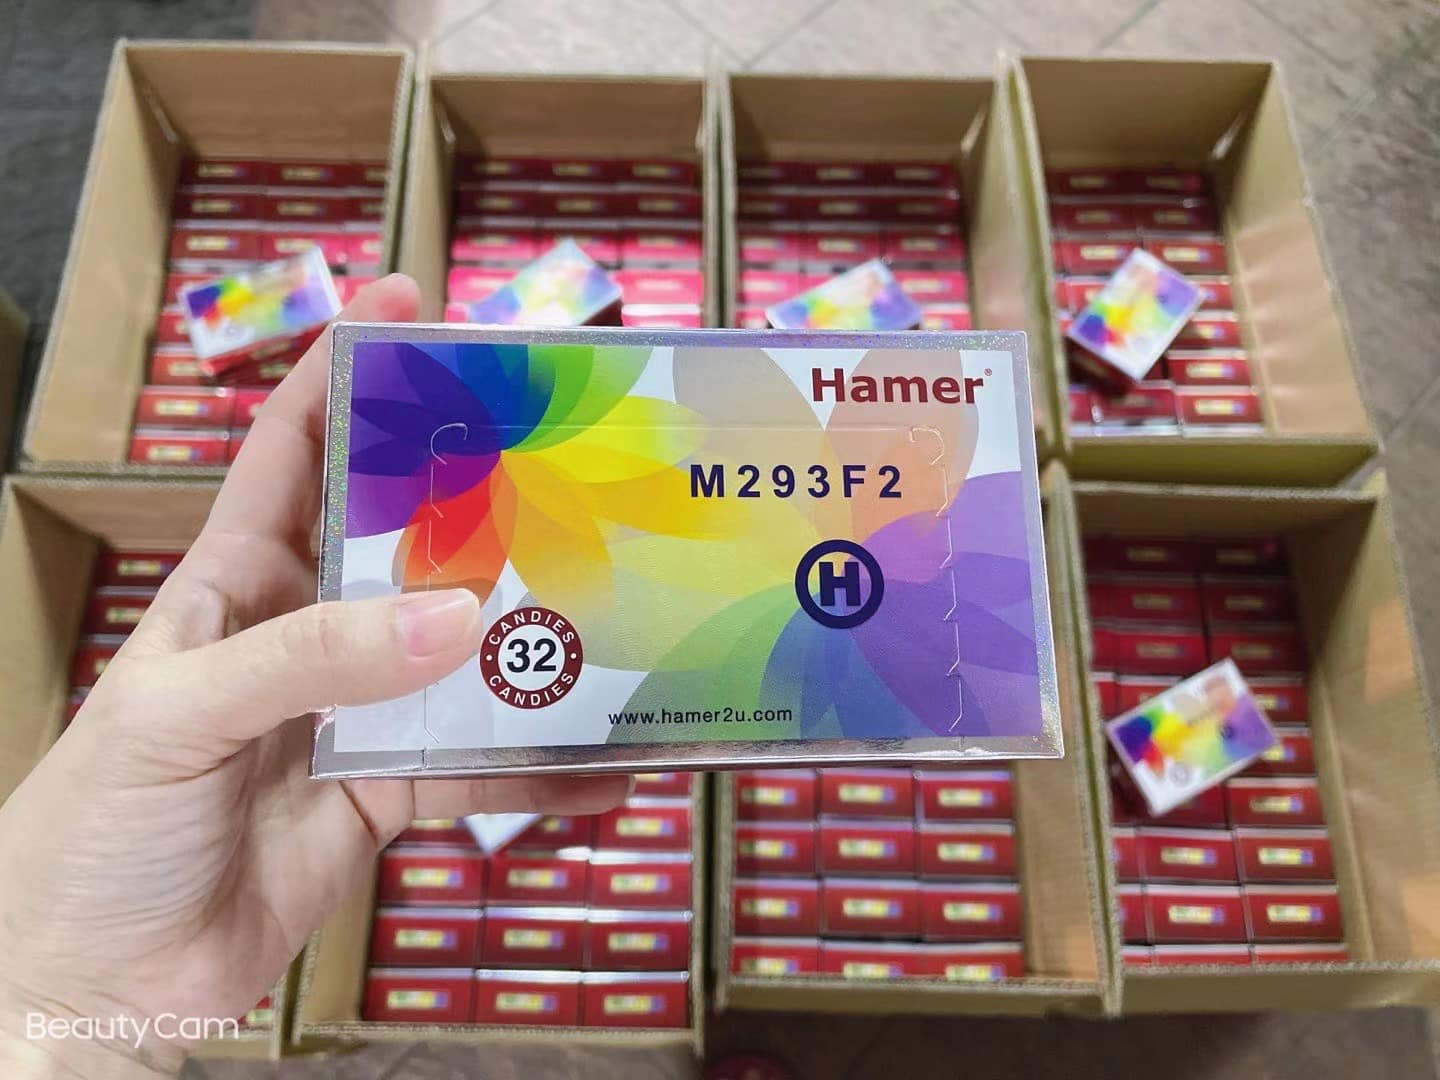 Hamer®
M293F2
H
CANDIES
32
CANDIES
www.hamer2u.com
BeautyCam